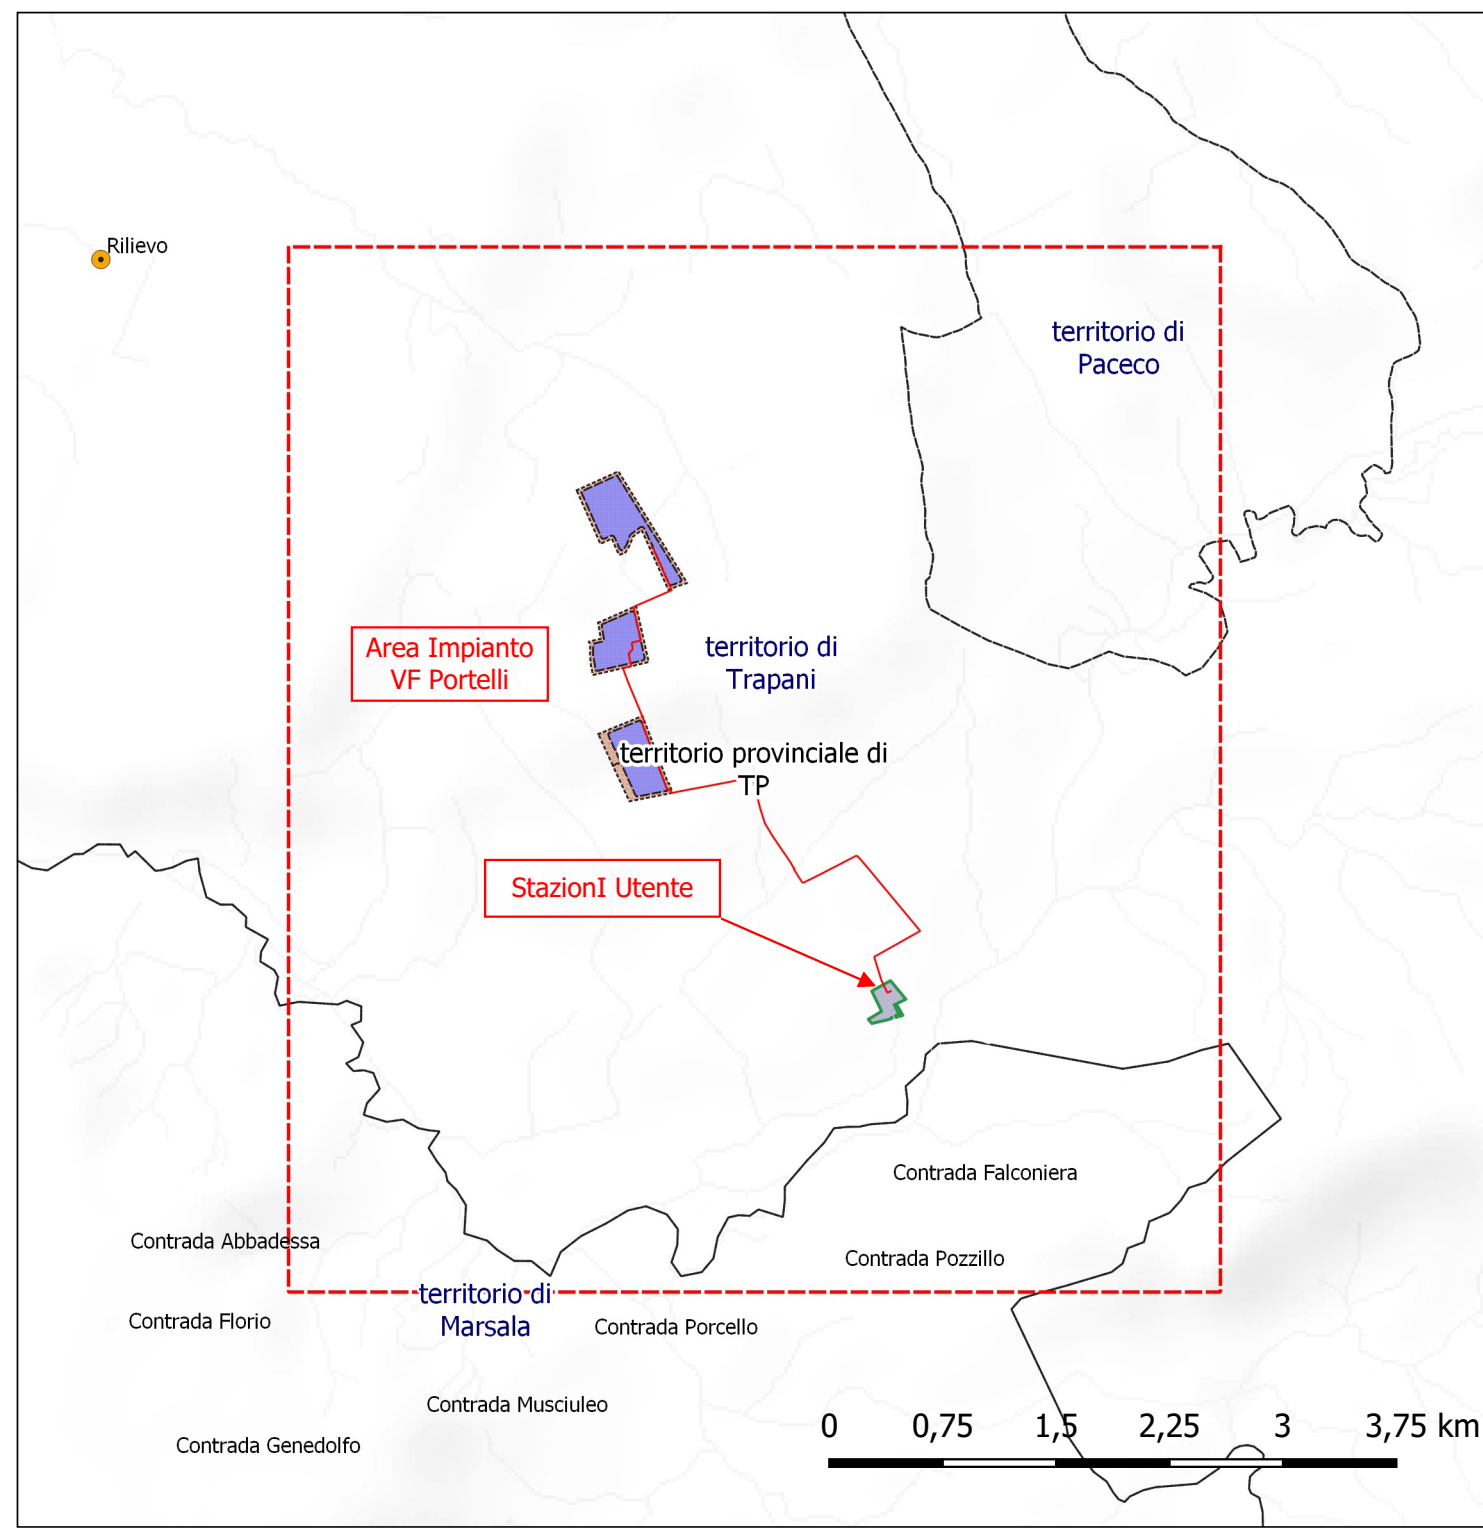 Rilievo
territorio di
Paceco
Area Impianto
VF Portelli
territorio di
Trapani
territorio provinciale di
TP
StazionI Utente
Contrada Falconiera
Contrada Abbadessa
Contrada Pozzillo
territorio di
Marsala
Contrada Florio
Contrada Porcello
Contrada Musciuleo
Contrada Genedolfo
0 0,75 1,5 2,25 3 3,75 km